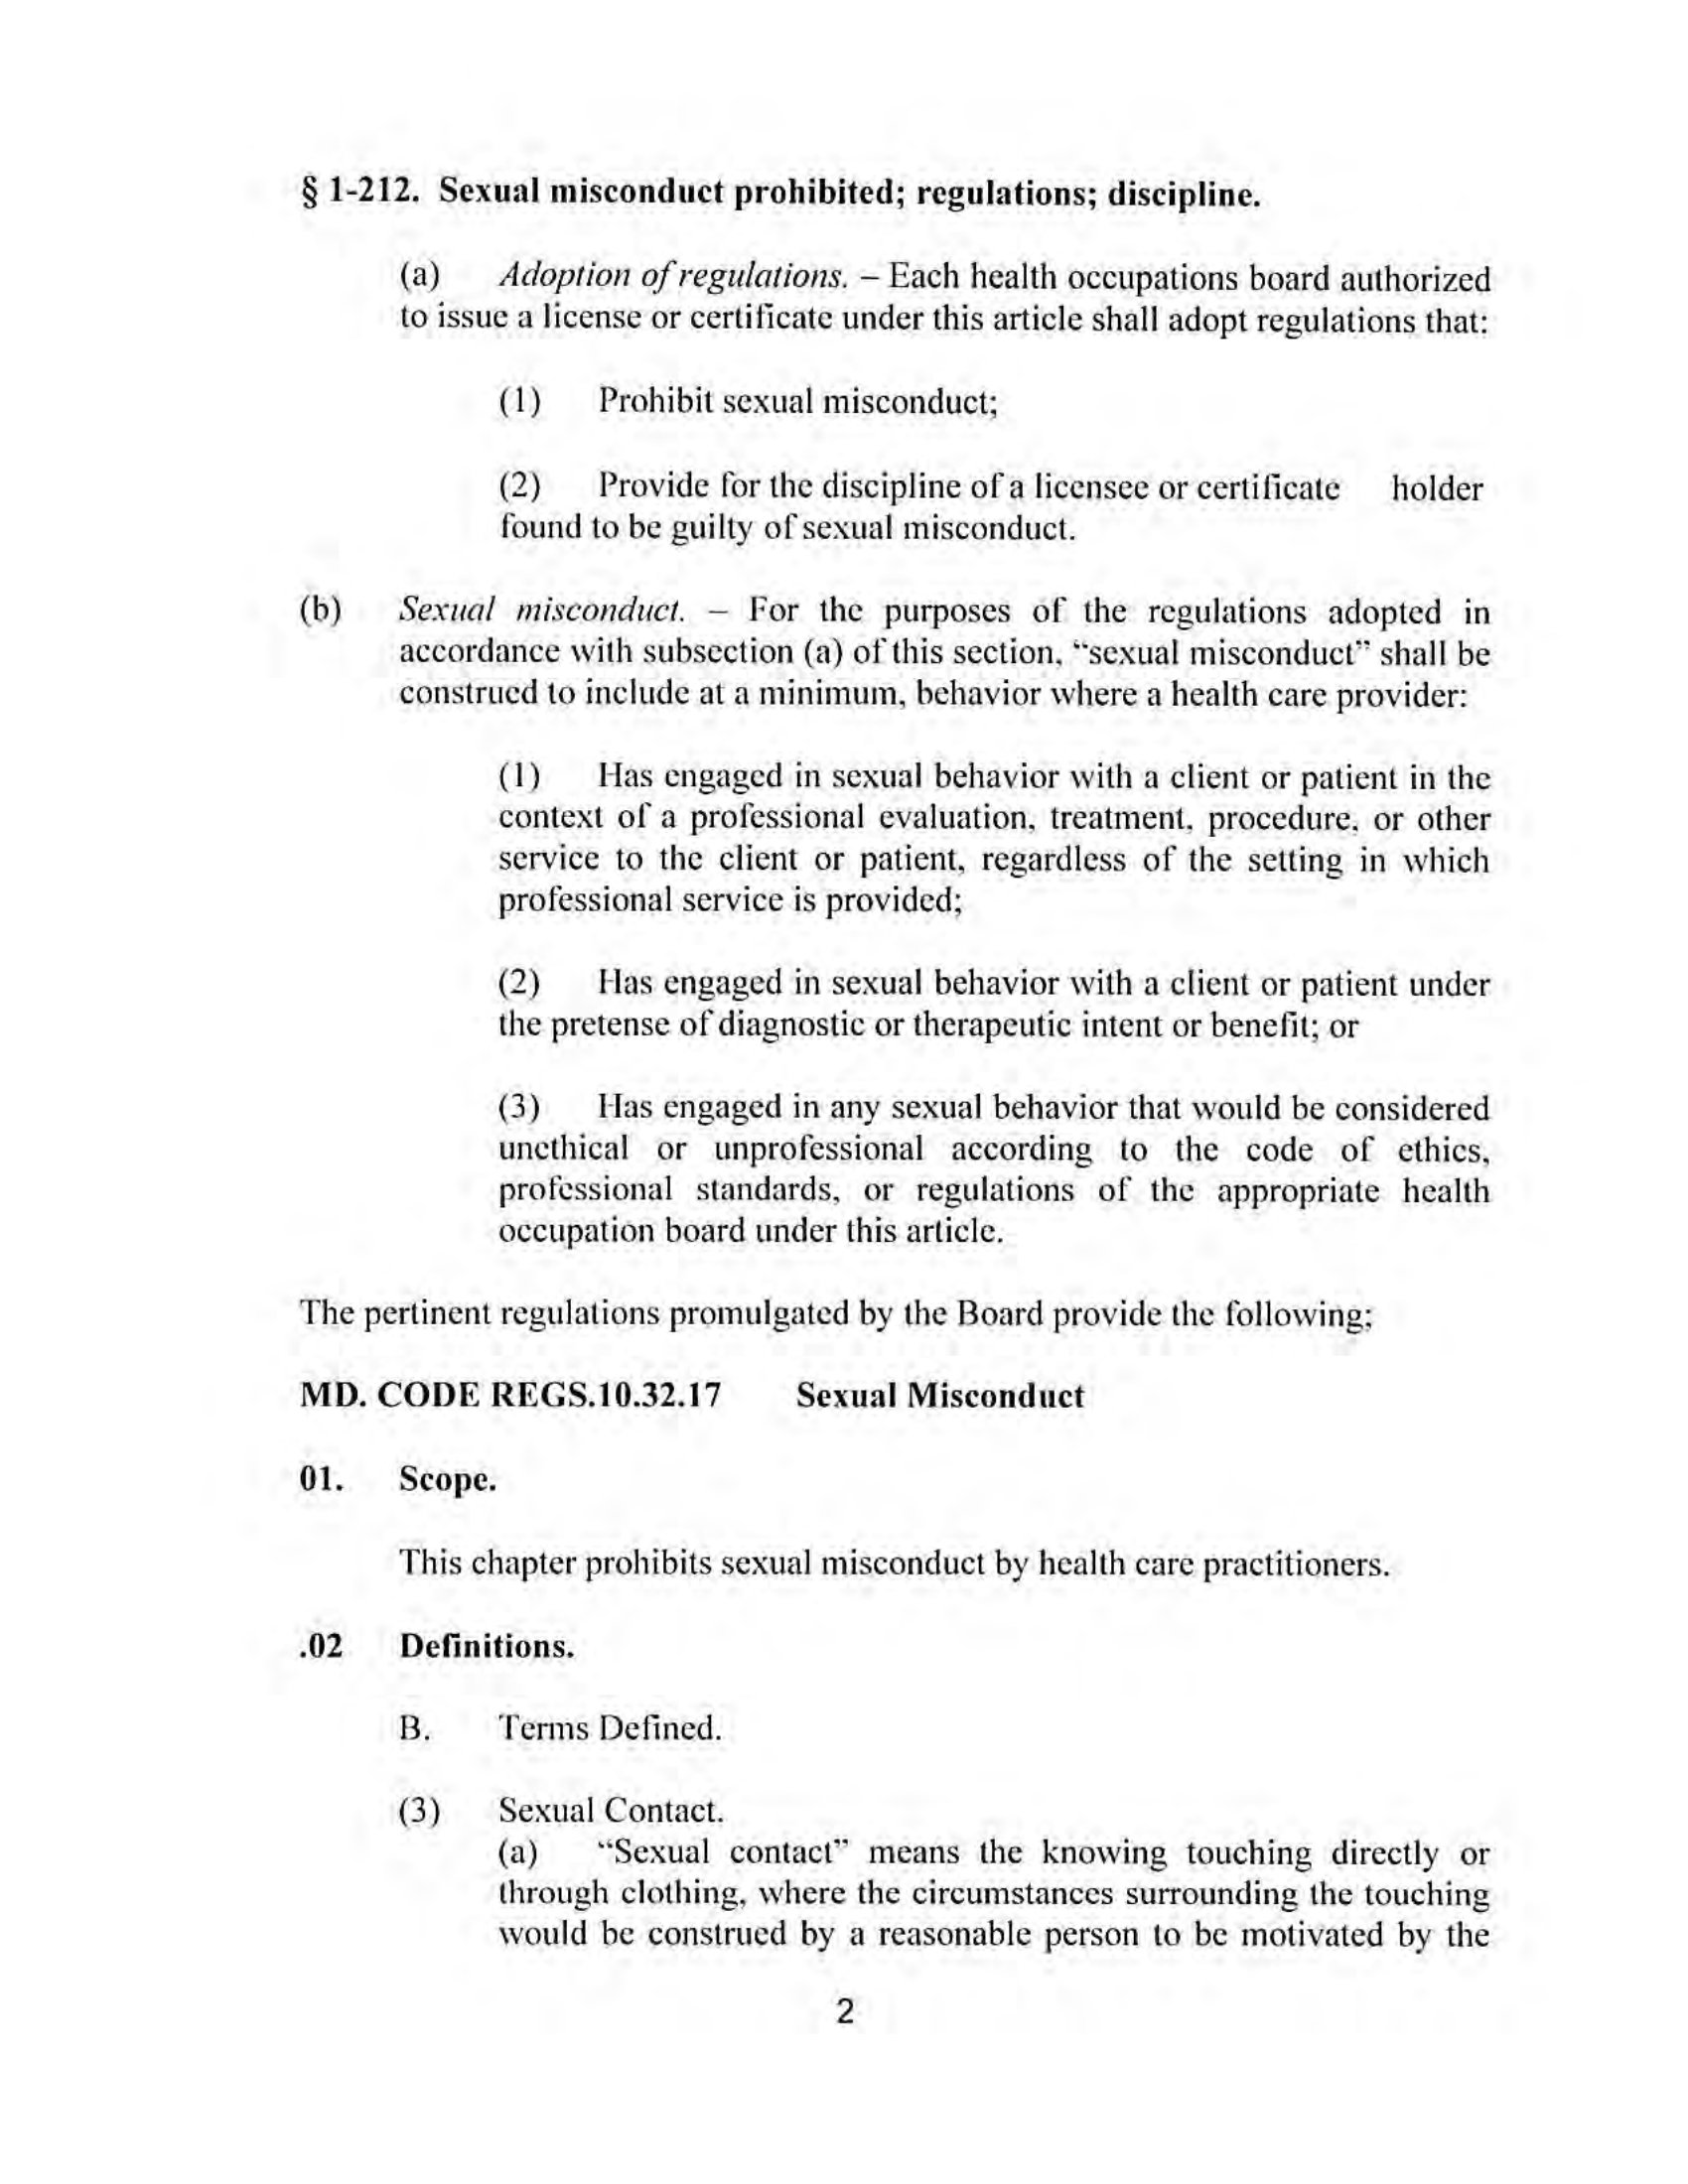 § 1-212. Sexual misconduct prohibited; regulations; discipline.
(a) Adoption of regulations. – Each health occupations board authorized
to issue a license or certificate under this article shall adopt regulations that:
(1) Prohibit sexual misconduct;
(2) Provide for the discipline of a licensee or certificate holder
found to be guilty of sexual misconduct.
(b) Sexual misconduct. – For the purposes of the regulations adopted in
accordance with subsection (a) of this section, “sexual misconduct” shall be
construed to include at a minimum, behavior where a health care provider:
(1) Has engaged in sexual behavior with a client or patient in the
context of a professional evaluation, treatment, procedure, or other
service to the client or patient, regardless of the setting in which
professional service is provided;
(2) Has engaged in sexual behavior with a client or patient under
the pretense of diagnostic or therapeutic intent or benefit; or
(3) Has engaged in any sexual behavior that would be considered
unethical or unprofessional according to the code of ethics,
professional standards, or regulations of the appropriate health
occupation board under this article.
The pertinent regulations promulgated by the Board provide the following;
MD. CODE REGS.10.32.17 Sexual Misconduct
01. Scope.
This chapter prohibits sexual misconduct by health care practitioners.
.02 Definitions.
B. Terms Defined.
(3) Sexual Contact.
(a) “Sexual contact” means the knowing touching directly or
through clothing, where the circumstances surrounding the touching
would be construed by a reasonable person to be motivated by the
2